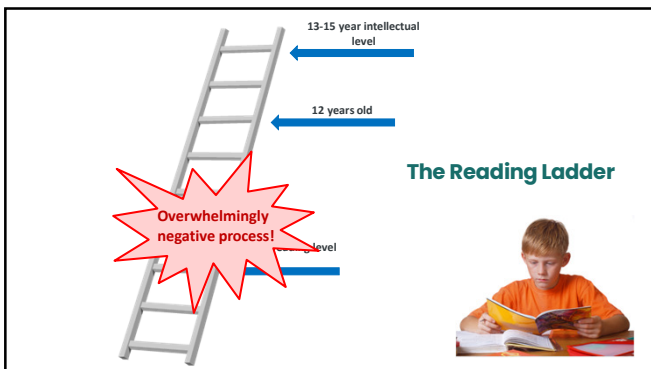 13-15 year intellectual
level
12 years old
The Reading Ladder
Overwhelmingly
negative process!
level